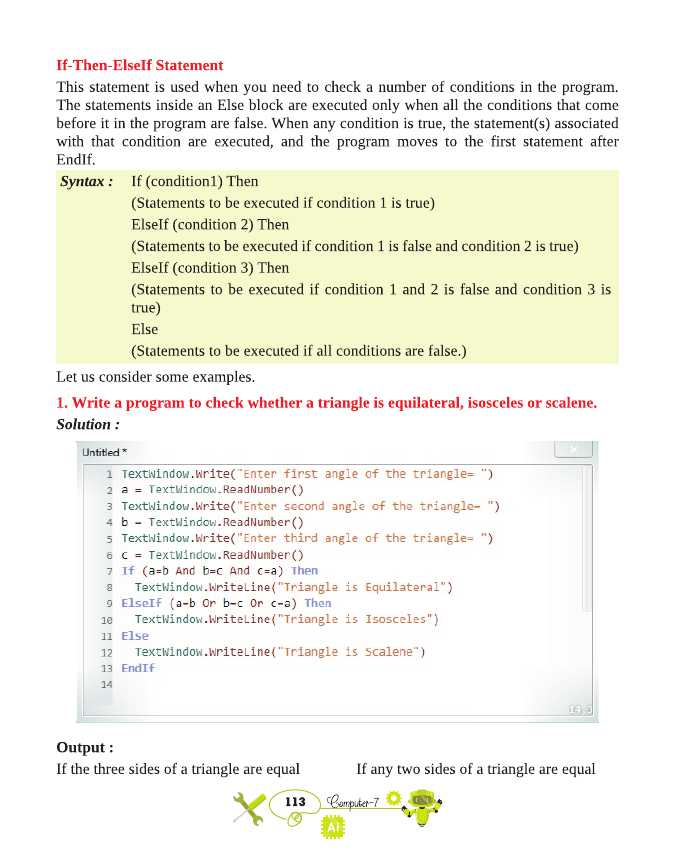 If-Then-ElseIf Statement
This statement is used when you need to check a number of conditions in the program.
The statements inside an Else block are executed only when all the conditions that come
before it in the program are false. When any condition is true, the statement(s) associated
with that condition are executed, and the program moves to the first statement after
EndIf.
Syntax : If (condition1) Then
(Statements to be executed if condition 1 is true)
ElseIf (condition 2) Then
(Statements to be executed if condition 1 is false and condition 2 is true)
ElseIf (condition 3) Then
(Statements to be executed if condition 1 and 2 is false and condition 3 is
true)
Else
(Statements to be executed if all conditions are false.)
Let us consider some examples.
1. Write a program to check whether a triangle is equilateral, isosceles or scalene.
Solution :
Untitled *
1 TextWindow.Write("Enter first angle of the triangle= ")
2 a = TextWindow.ReadNumber()
3 TextWindow.Write("Enter second angle of the triangle= ")
4 b = TextWindow.ReadNumber()
5 TextWindow.Write("Enter third angle of the triangle= ")
6 c = TextWindow.ReadNumber()
7 If (a=b And b=c And c=a) Then
8 TextWindow.WriteLine("Triangle is Equilateral")
9 ElseIf (a=b Or b=c Or c=a) Then
10 TextWindow.WriteLine("Triangle is Isosceles")
11 Else
12 TextWindow.WriteLine("Triangle is Scalene")
13 EndIf
14
Output :
If the three sides of a triangle are equal If any two sides of a triangle are equal
113 Computer-7
AI